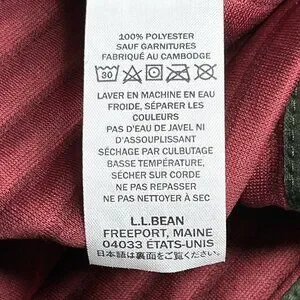 100% POLYESTER
SAUF GARNITURES
FABRIQUÉ AU CAMBODGE
30
LAVER EN MACHINE EN EAU
FROIDE, SÉPARER LES
COULEURS
PAS D'EAU DE JAVEL NI
D'ASSOUPLISSANT
SÉCHAGE PAR CULBUTAGE
BASSE TEMPÉRATURE,
SÉCHER SUR CORDE
NE PAS REPASSER
NE PAS NETTOYER À SEC
L.L.BEAN
FREEPORT, MAINE
04033 ÉTATS-UNIS
日本語は裏面をご覧ください。